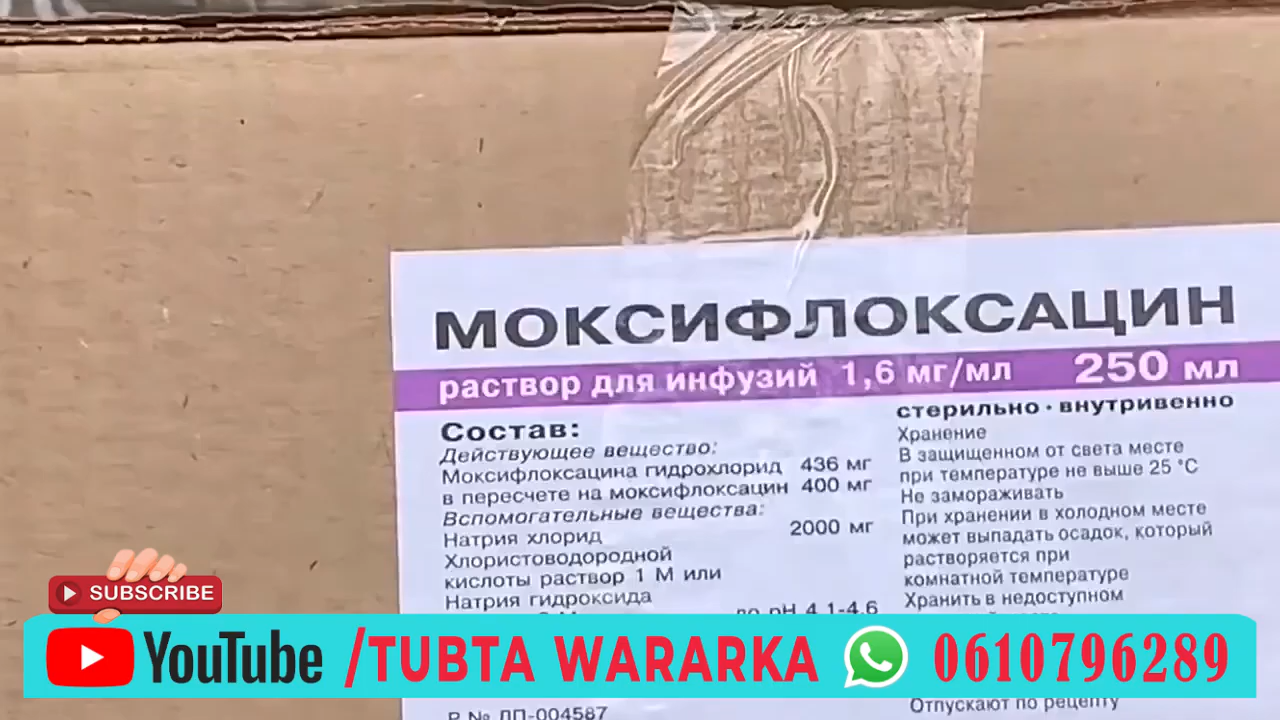 МОКСИФЛОКСАЦИН
раствор для инфузий 1,6 мг/мл 250 мл
Состав:
Действующее вещество:
Моксифлоксацина гидрохлорид 436 мг
в пересчете на моксифлоксацин 400 мг
Вспомогательные вещества:
Натрия хлорид 2000 мг
Хлористоводородной
кислоты раствор 1 М или
Натрия гидроксида
до pH 4,1-4,6
стерильно · внутривенно
Хранение
В защищенном от света месте
при температуре не выше 25 °С
Не замораживать
При хранении в холодном месте
может выпадать осадок, который
растворяется при
комнатной температуре
Хранить в недоступном
SUBSCRIBE
YouTube /TUBTA WARARKA 0610796289
Р № ЛП-004587
Отпускают по рецепту